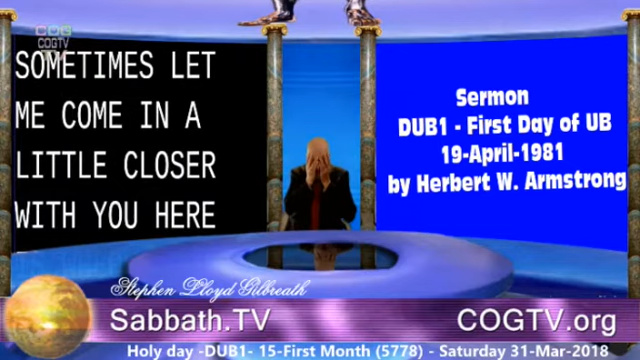 COG
COGTV
SOMETIMES LET
ME COME IN A
LITTLE CLOSER
WITH YOU HERE
Sermon
DUB1 - First Day of UB
19-April-1981
by Herbert W. Armstrong
Stephen Lloyd Gilbreath
Sabbath.TV
COGTV.org
Holy day -DUB1- 15-First Month (5778) - Saturday 31-Mar-2018